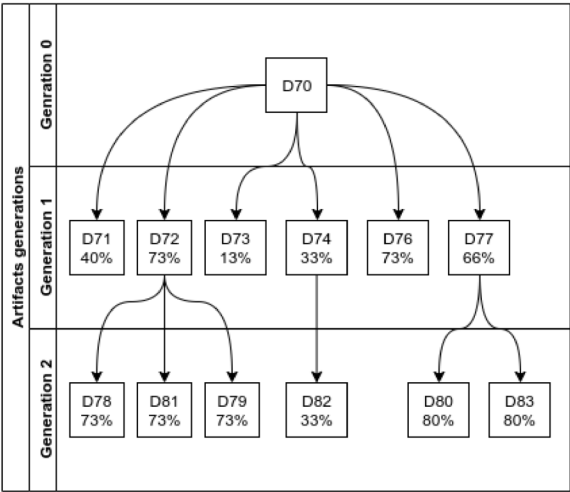 Artifacts generations
Genration 0
D70
Generation 1
D71
40%
D72
73%
D73
13%
D74
33%
D76
73%
D77
66%
Generation 2
D78
73%
D81
73%
D79
73%
D82
33%
D80
80%
D83
80%